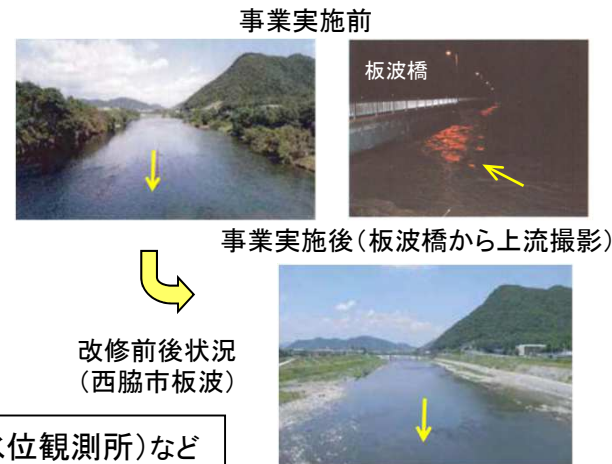 事業実施前
板波橋
事業実施後(板波橋から上流撮影)
改修前後状況
(西脇市板波)
位観測所)など